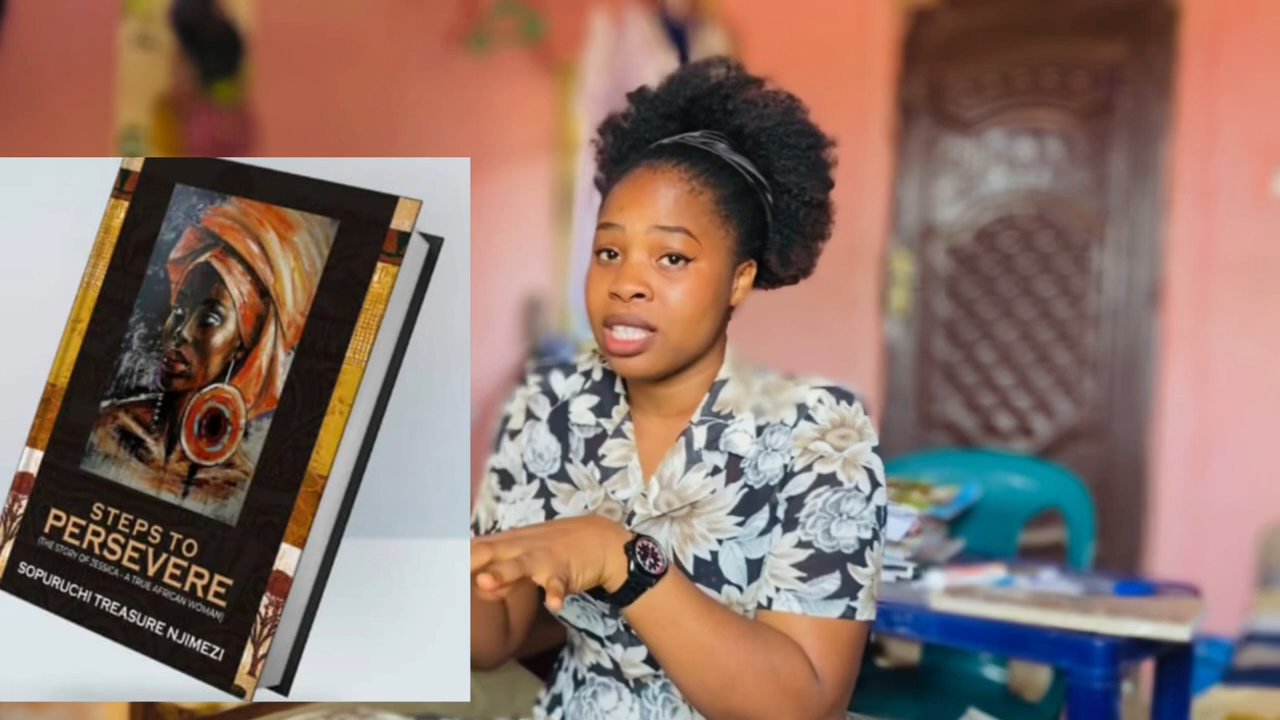 STEPS TO
PERSEVERE
(THE STORY OF JESSICA - A TRUE AFRICAN WOMAN)
SOPURUCHI TREASURE NJIMEZI